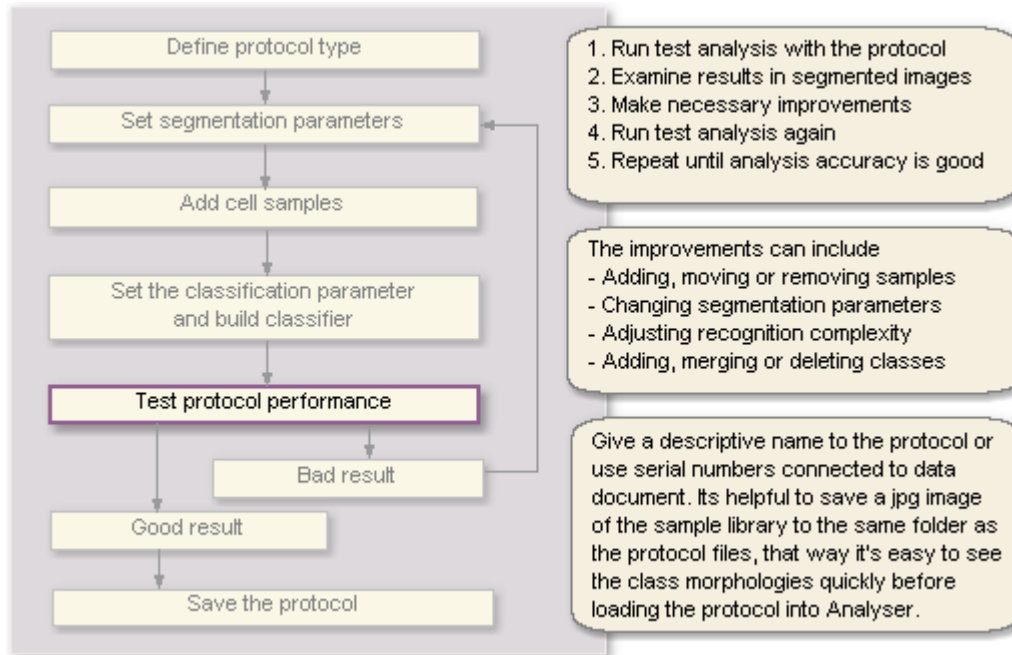 Define protocol type
Set segmentation parameters
Add cell samples
Set the classification parameter
and build classifier
Test protocol performance
Bad result
Good result
Save the protocol
1. Run test analysis with the protocol
2. Examine results in segmented images
3. Make necessary improvements
4. Run test analysis again
5. Repeat until analysis accuracy is good
The improvements can include
- Adding, moving or removing samples
- Changing segmentation parameters
- Adjusting recognition complexity
- Adding, merging or deleting classes
Give a descriptive name to the protocol or
use serial numbers connected to data
document. Its helpful to save a jpg image
of the sample library to the same folder as
the protocol files, that way it's easy to see
the class morphologies quickly before
loading the protocol into Analyser.